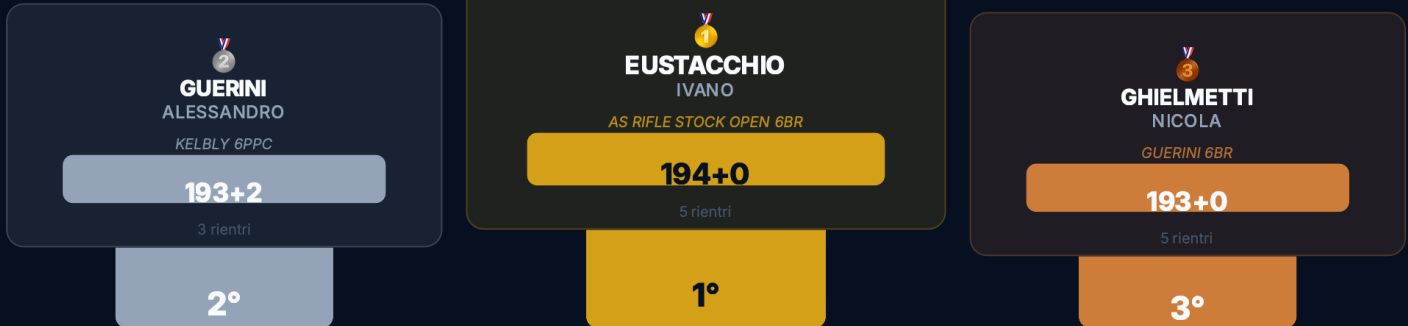 2
GUERINI
ALESSANDRO
KELBLY 6PPC
193+2
3 rientri
2°
1
EUSTACCHIO
IVANO
AS RIFLE STOCK OPEN 6BR
194+0
5 rientri
1°
3
GHIELMETTI
NICOLA
GUERINI 6BR
193+0
5 rientri
3°